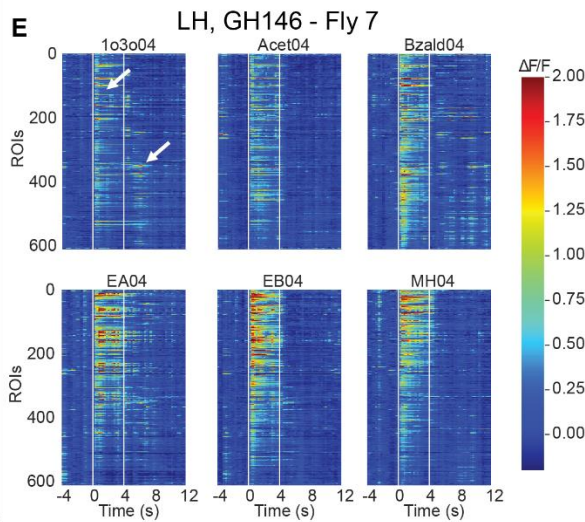 E
LH, GH146 - Fly 7
1o3o04
Acet04
Bzald04
ΔF/F
0
200
400
600
ROIs
2.00
1.75
1.50
1.25
1.00
0.75
0.50
0.25
0.00
EA04
EB04
MH04
0
200
400
600
ROIs
-4 0 4 8 12
-4 0 4 8 12
-4 0 4 8 12
Time (s)
Time (s)
Time (s)